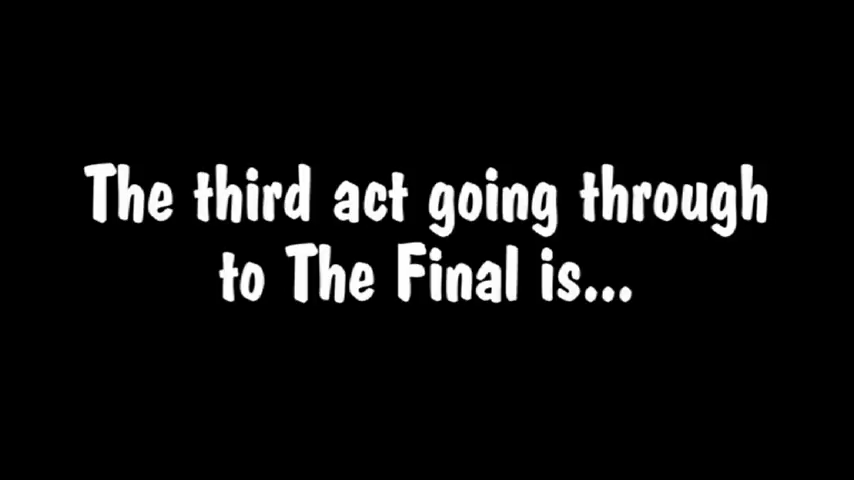 The third act going through
to The Final is...